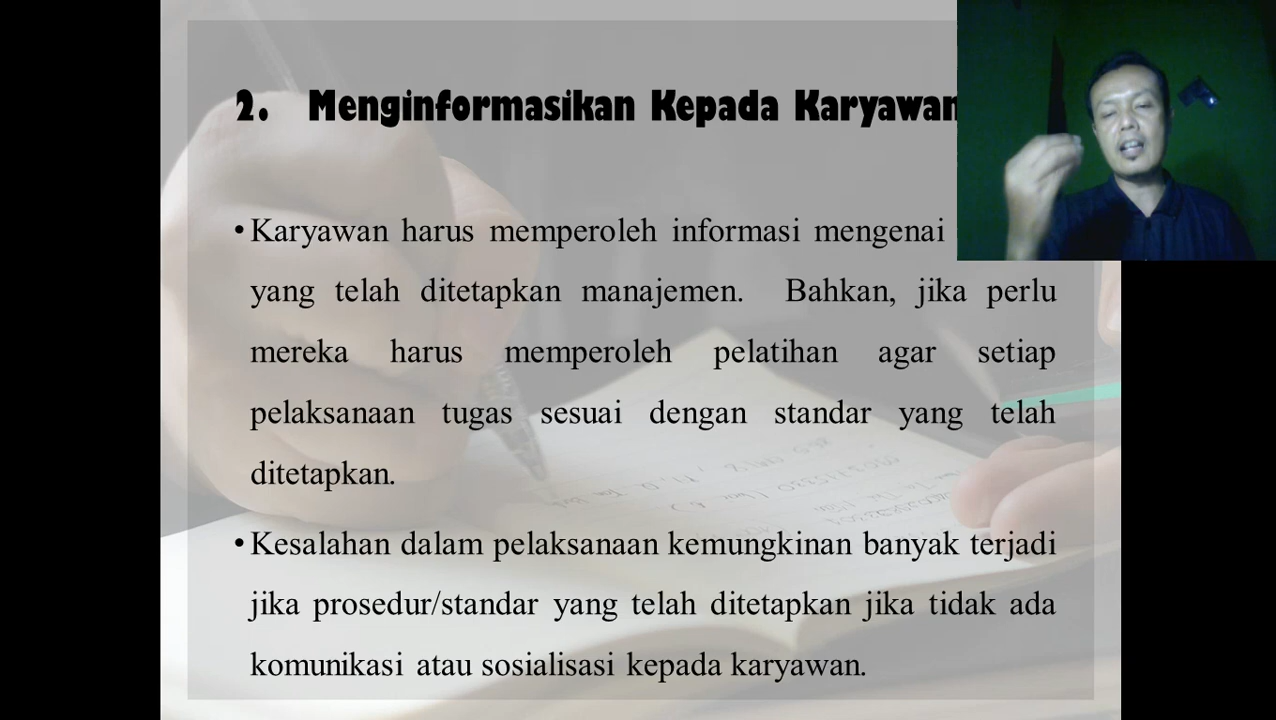 2. Menginformasikan Kepada Karyawan
• Karyawan harus memperoleh informasi mengenai
yang telah ditetapkan manajemen. Bahkan, jika perlu
mereka harus memperoleh pelatihan agar setiap
pelaksanaan tugas sesuai dengan standar yang telah
ditetapkan.
• Kesalahan dalam pelaksanaan kemungkinan banyak terjadi
jika prosedur/standar yang telah ditetapkan jika tidak ada
komunikasi atau sosialisasi kepada karyawan.